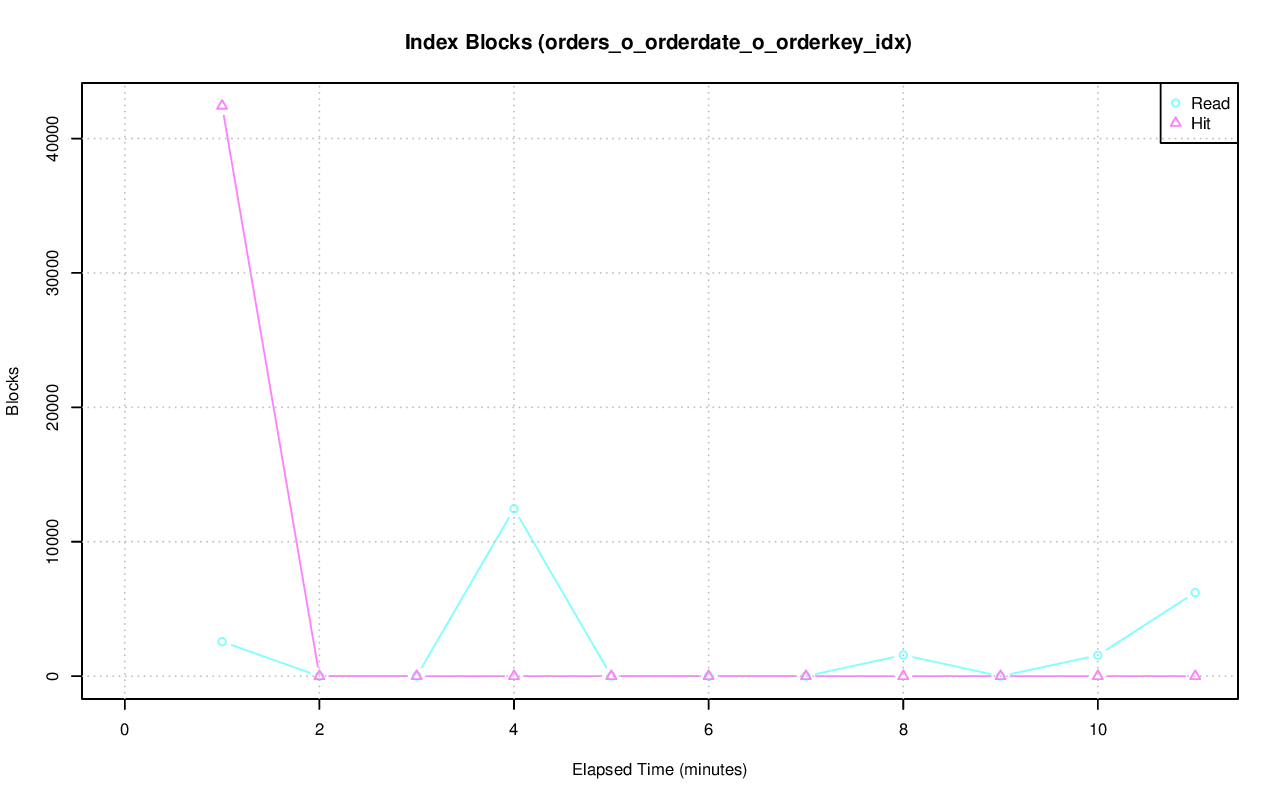 Index Blocks (orders_o_orderdate_o_orderkey_idx)
Read
Hit
Blocks
40000
30000
20000
10000
0
0 2 4 6 8 10
Elapsed Time (minutes)